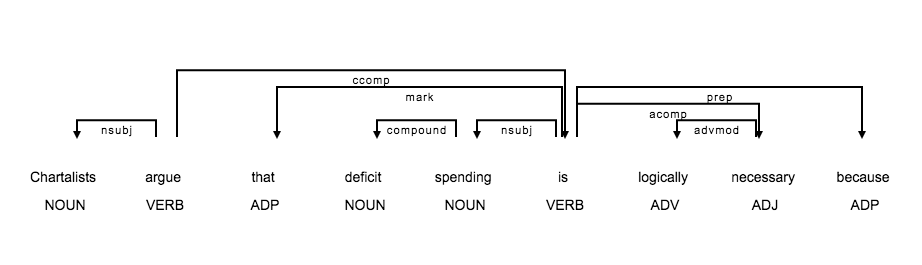 ccomp
mark
prep
acomp
nsubj compound nsubj advmod
Chartalists argue that deficit spending is logically necessary because
NOUN VERB ADP NOUN NOUN VERB ADV ADJ ADP